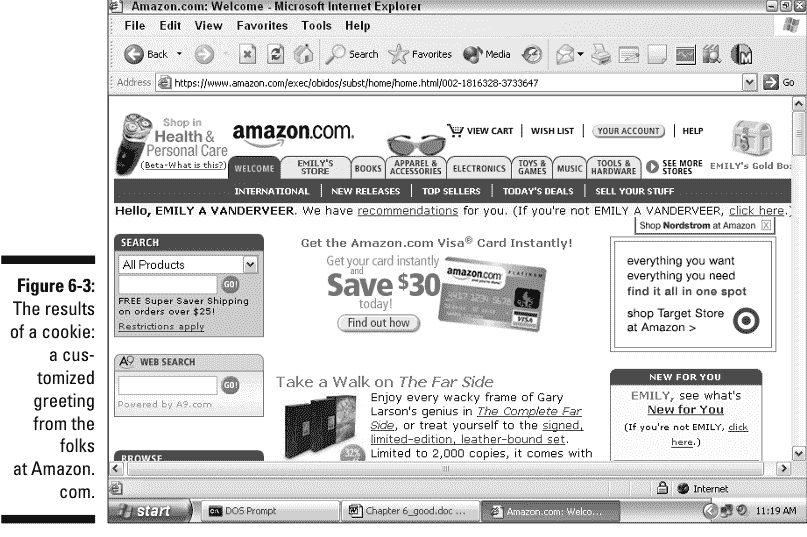 Amazon.com: Welcome - Microsoft Internet Explorer
File Edit View Favorites Tools Help
Back Search Favorites Media
Address https://www.amazon.com/exec/obidos/subst/home/home.html/002-1816328-3733647 Go
Shop in
Health &
Personal Care
(Beta-What is this?)
amazon.com.
VIEW CART | WISH LIST | YOUR ACCOUNT | HELP
WELCOME
EMILY'S
STORE
BOOKS
APPAREL &
ACCESSORIES
ELECTRONICS
TOYS &
GAMES
MUSIC
TOOLS &
HARDWARE
SEE MORE
STORES
EMILY's Gold Bo
INTERNATIONAL | NEW RELEASES | TOP SELLERS | TODAY'S DEALS | SELL YOUR STUFF
Hello, EMILY A VANDERVEER. We have recommendations for you. (If you're not EMILY A VANDERVEER, click here.)
Shop Nordstrom at Amazon X
SEARCH
All Products
GO!
FREE Super Saver Shipping
on orders over $25!
Restrictions apply
A9 WEB SEARCH
GO!
Powered by A9.com
BROWSE
Get the Amazon.com Visa® Card Instantly!
Get your card instantly
and
Save $30
today!
Find out how
amazon.com
PLATINUM
VISA
Take a Walk on The Far Side
Enjoy every wacky frame of Gary
Larson's genius in The Complete Far
Side, or treat yourself to the signed,
limited-edition, leather-bound set.
Limited to 2,000 copies, it comes with
32%
everything you want
everything you need
find it all in one spot
shop Target Store
at Amazon >
NEW FOR YOU
EMILY, see what's
New for You
(If you're not EMILY, click
here.)
Internet
start
DOS Prompt
Chapter 6_good.doc ...
Amazon.com: Welco...
11:19 AM
Figure 6-3:
The results
of a cookie:
a cus-
tomized
greeting
from the
folks
at Amazon.
com.